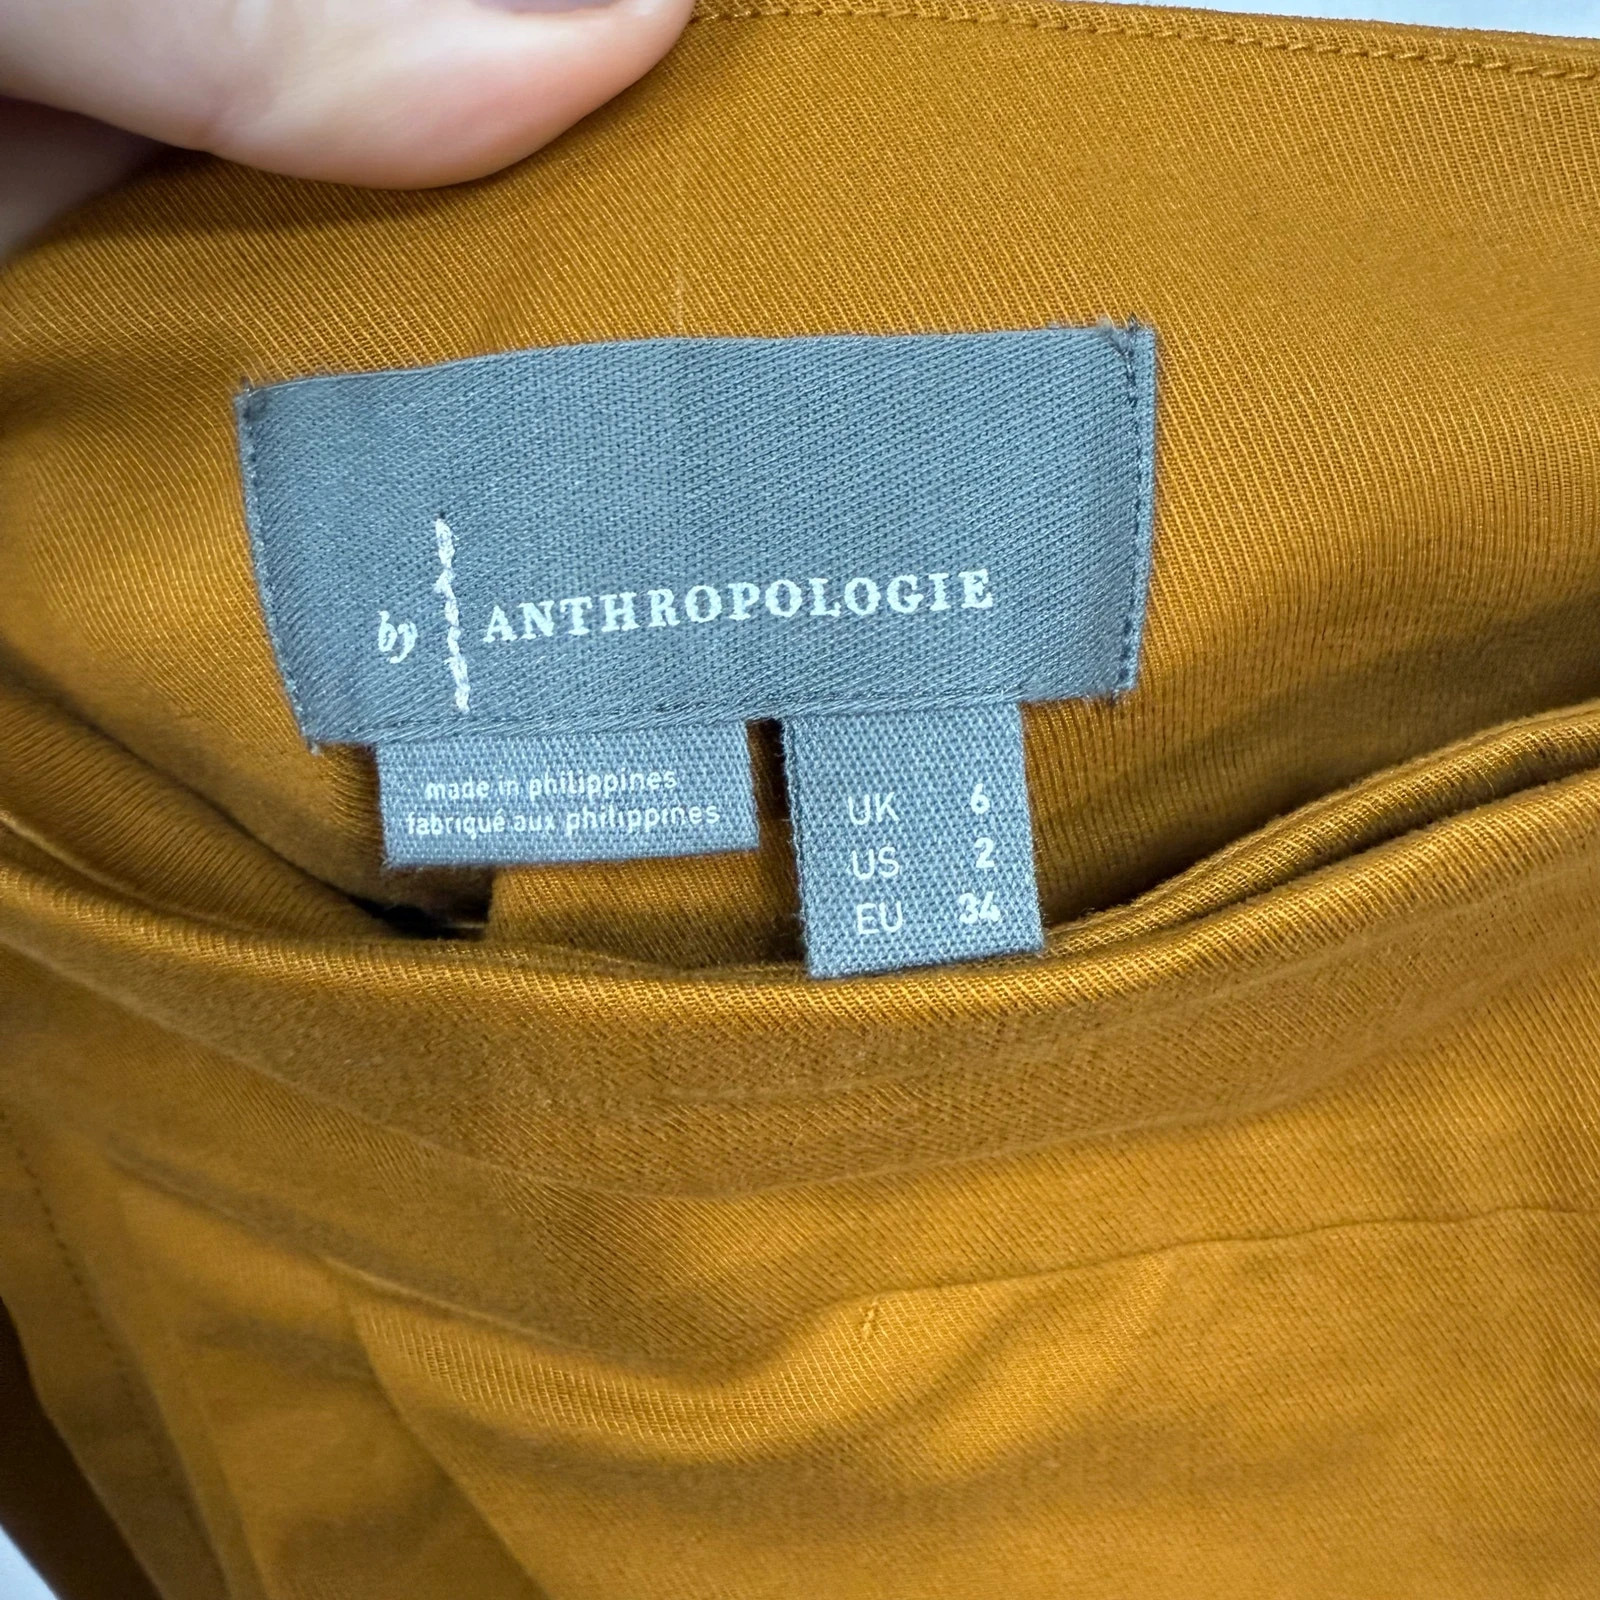 by ANTHROPOLOGIE
made in philippines
fabriqué aux philippines
UK 6
US 2
EU 34